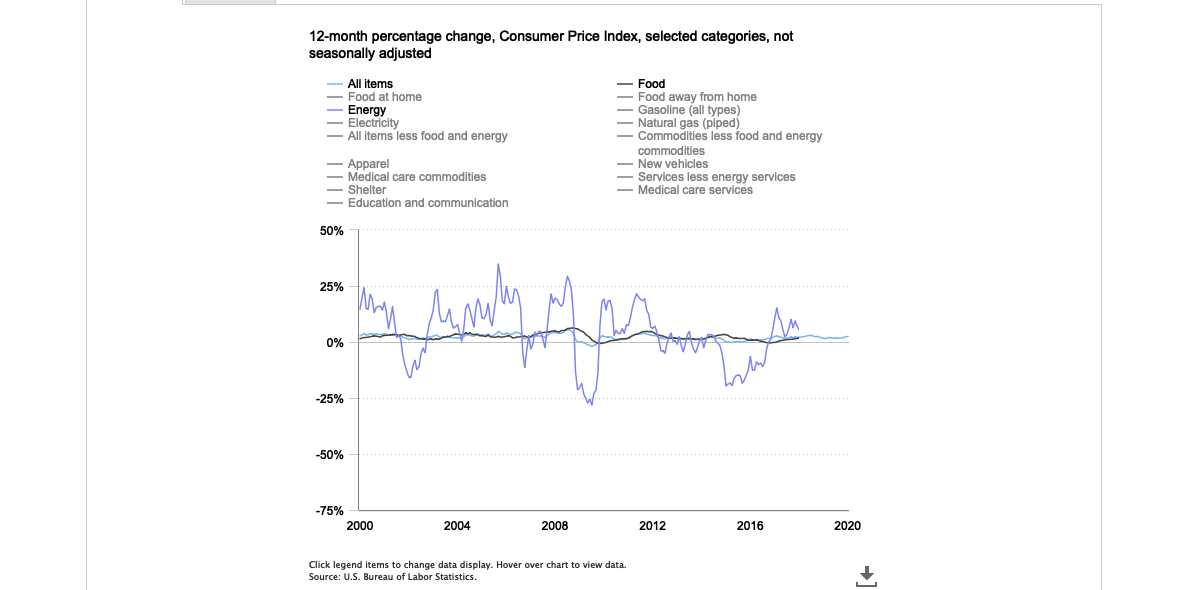 12-month percentage change, Consumer Price Index, selected categories, not
seasonally adjusted
All items
Food
Food at home
Food away from home
Energy
Gasoline (all types)
Electricity
Natural gas (piped)
All items less food and energy
Commodities less food and energy
commodities
Apparel
New vehicles
Medical care commodities
Services less energy services
Shelter
Medical care services
Education and communication
50%
25%
0%
-25%
-50%
-75%
2000 2004 2008 2012 2016 2020
Click legend items to change data display. Hover over chart to view data.
Source: U.S. Bureau of Labor Statistics.